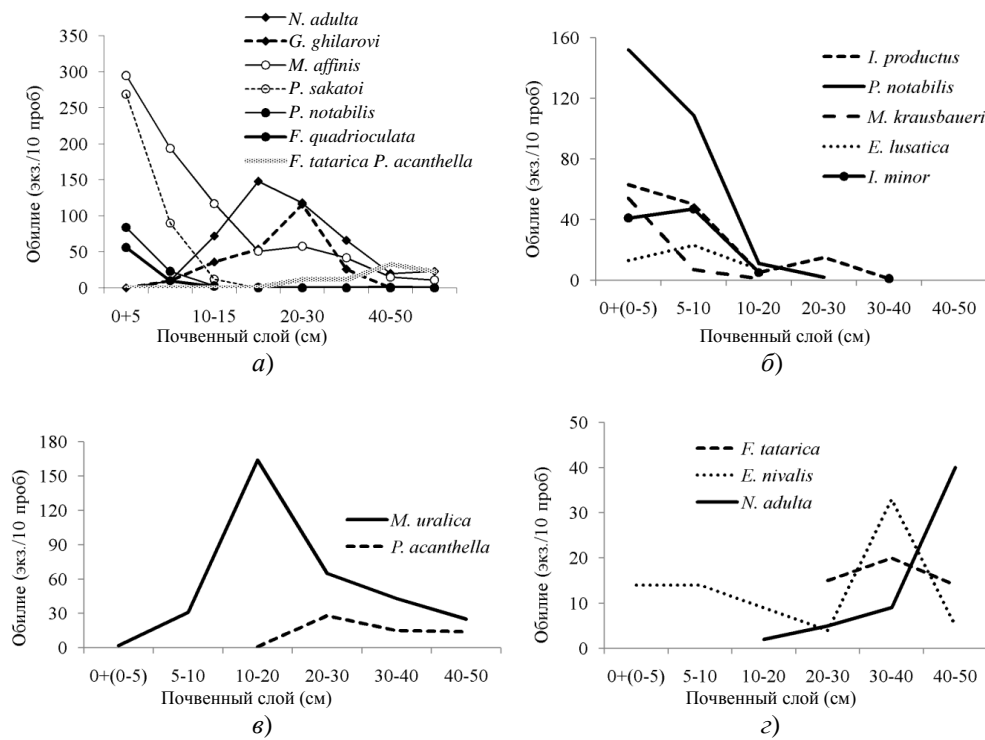 N. adulta
G. ghilarovi
M. affinis
P. sakatoi
P. notabilis
F. quadrioculata
F. tatarica P. acanthella
Обилие (экз./10 проб)
350
300
250
200
150
100
50
0
0+5 10-15 20-30 40-50
Почвенный слой (см)
а)
I. productus
P. notabilis
M. krausbaueri
E. lusatica
I. minor
Обилие (экз./10 проб)
160
120
80
40
0
0+(0-5) 5-10 10-20 20-30 30-40 40-50
Почвенный слой (см)
б)
M. uralica
P. acanthella
Обилие (экз./10 проб)
180
150
120
90
60
30
0
0+(0-5) 5-10 10-20 20-30 30-40 40-50
Почвенный слой (см)
в)
F. tatarica
E. nivalis
N. adulta
Обилие (экз./10 проб)
50
40
30
20
10
0
0+(0-5) 5-10 10-20 20-30 30-40 40-50
Почвенный слой (см)
г)